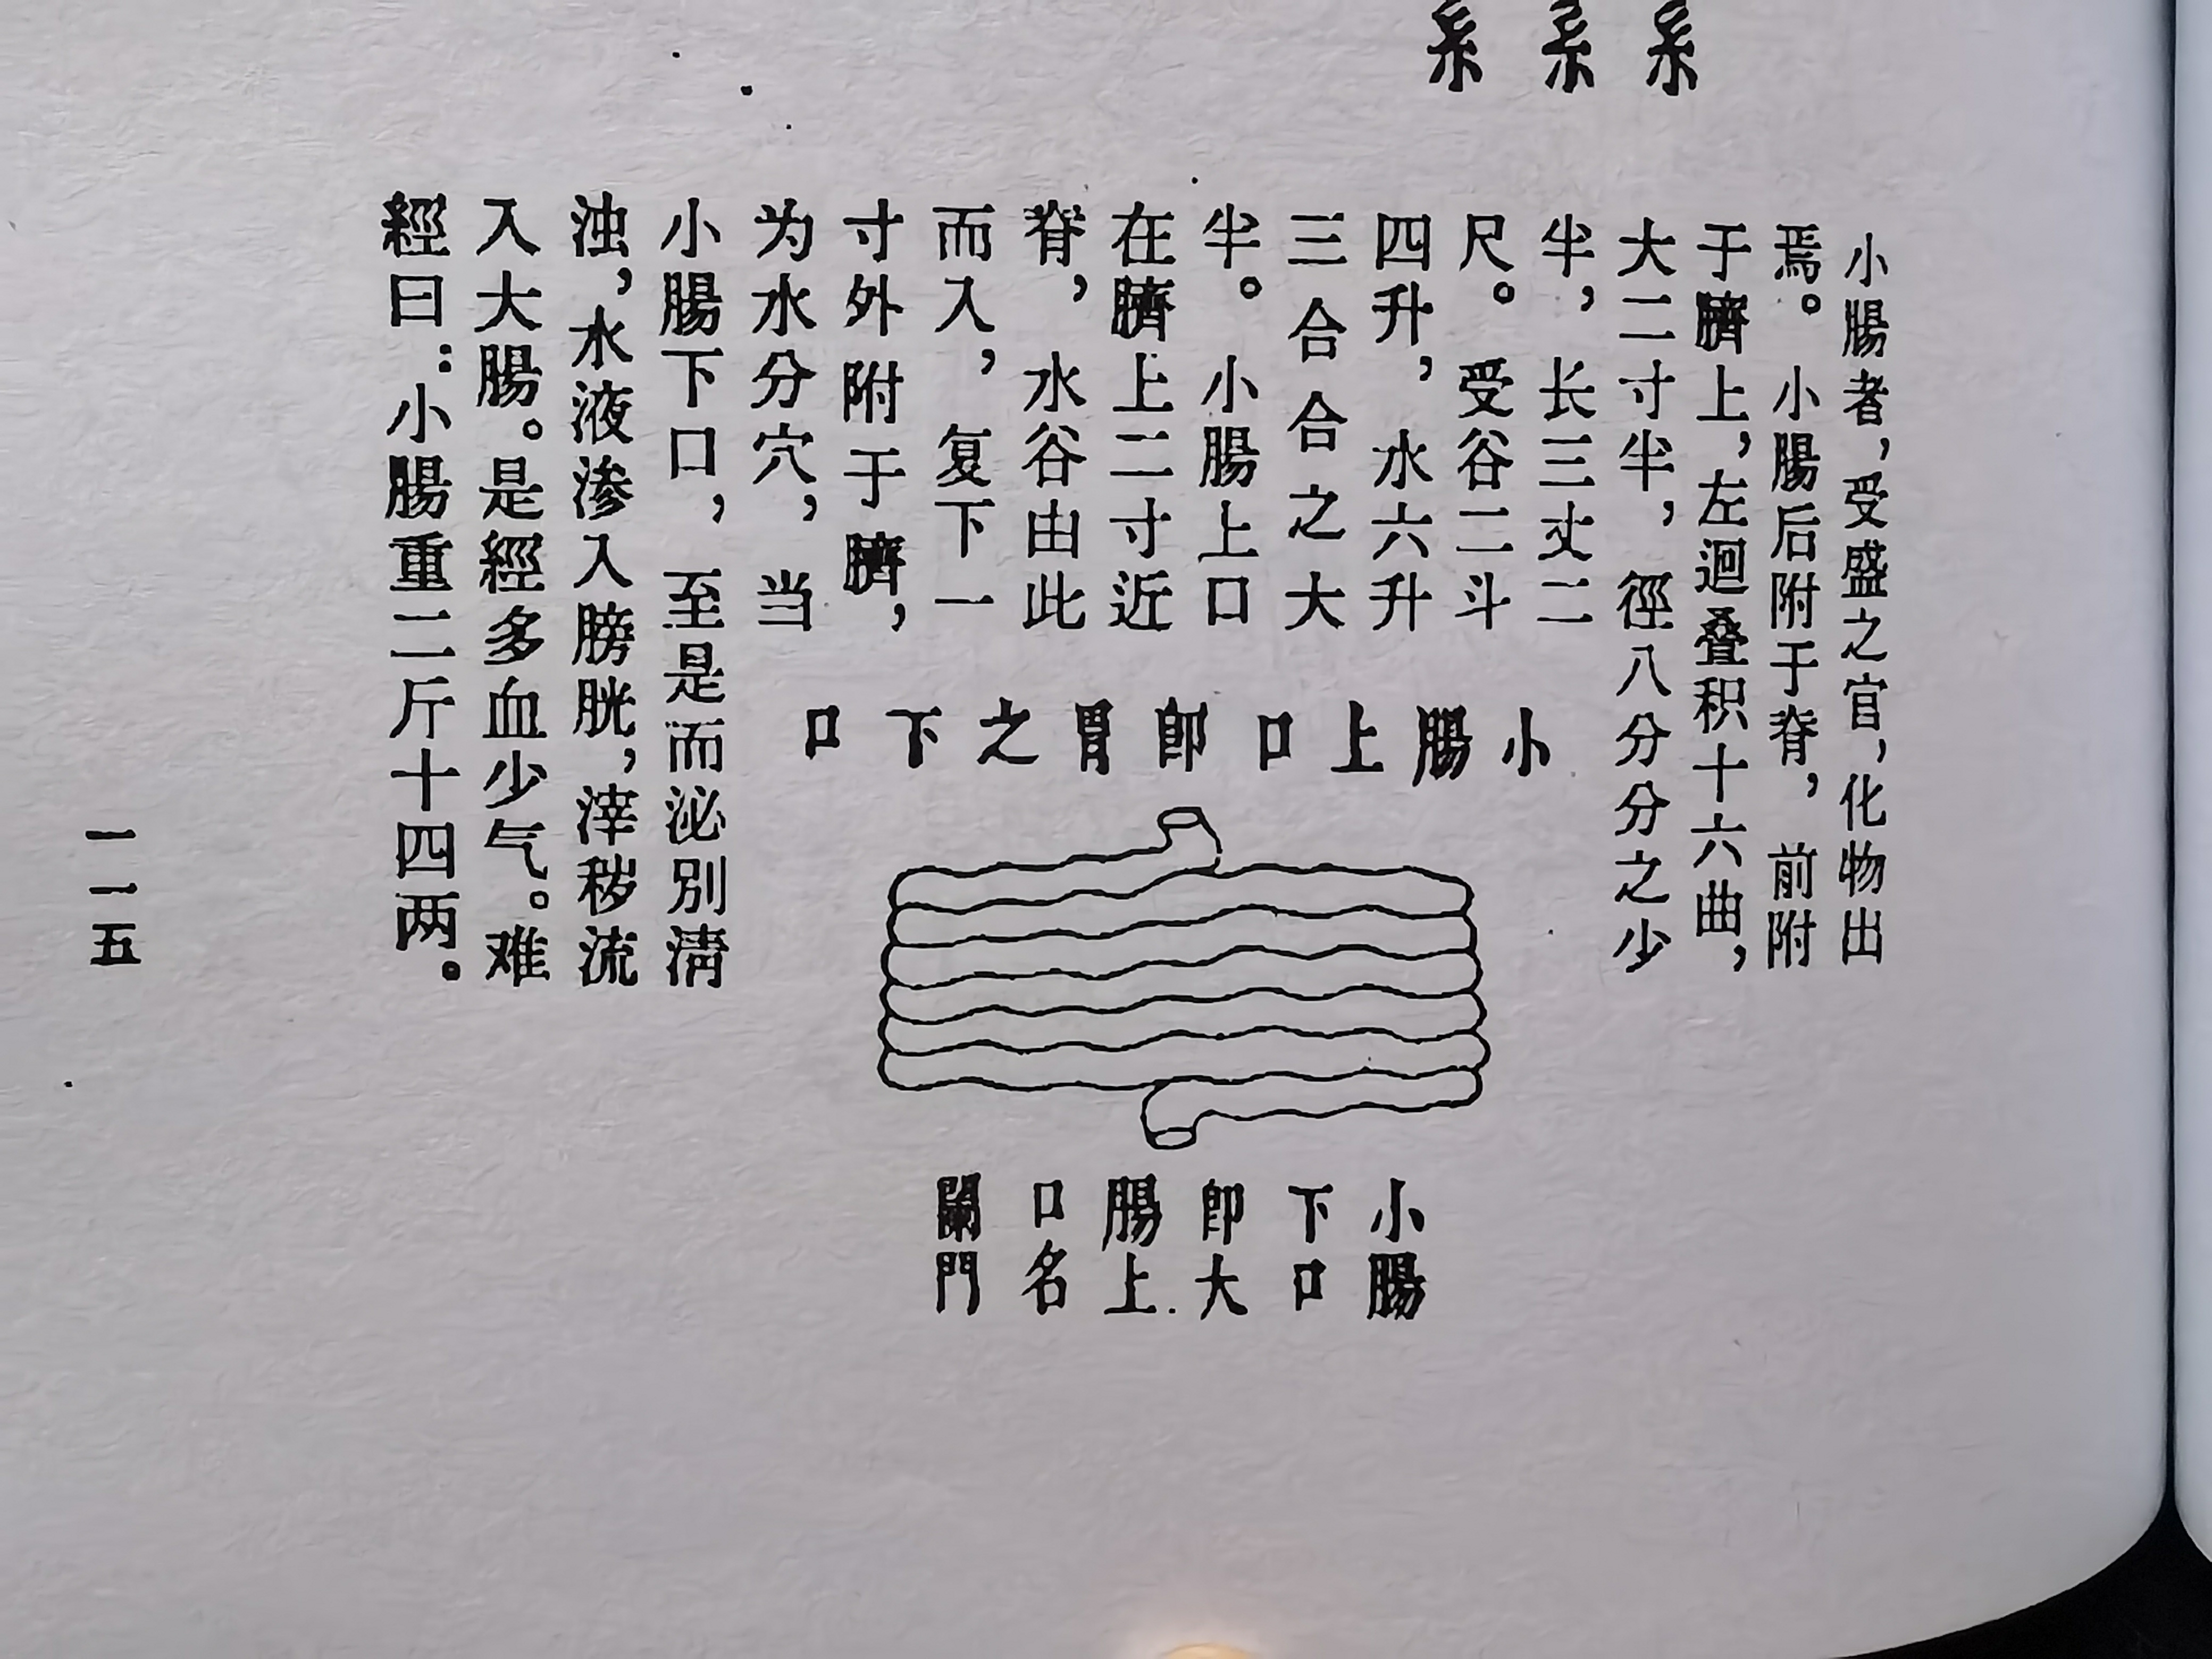 系
系
系
小腸者，受盛之官，化物出
焉。小腸后附于脊，前附
于臍上，左迴叠积十六曲，
大二寸半，徑八分分之少
半，长三丈二
尺。受谷二斗
四升，水六升
三合合之大
半。小腸上口
在臍上二寸近
脊，水谷由此
而入，复下一
寸外附于臍，
为水分穴，当
小腸下口，至是而泌別淸
浊，水液渗入膀胱，滓秽流
入大腸。是經多血少气。难
經曰：小腸重二斤十四两。
小腸上口卽胃之下口
小腸
下口
卽大
腸上
口名
闌門
一一五